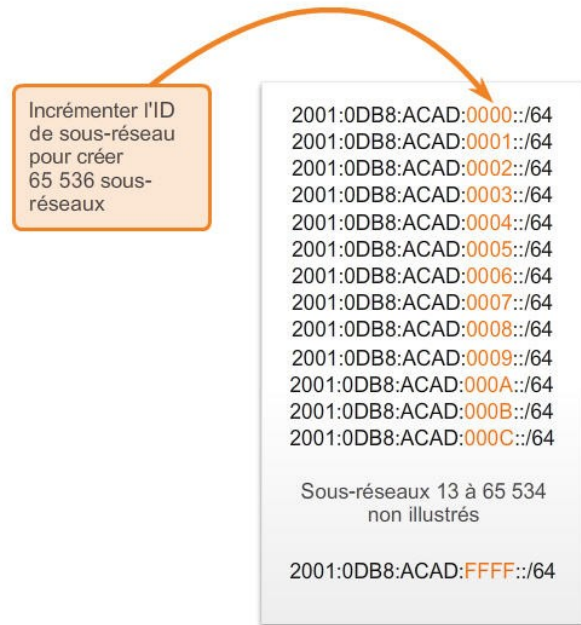 Incrémenter l'ID
de sous-réseau
pour créer
65 536 sous-
réseaux
2001:0DB8:ACAD:0000::/64
2001:0DB8:ACAD:0001::/64
2001:0DB8:ACAD:0002::/64
2001:0DB8:ACAD:0003::/64
2001:0DB8:ACAD:0004::/64
2001:0DB8:ACAD:0005::/64
2001:0DB8:ACAD:0006::/64
2001:0DB8:ACAD:0007::/64
2001:0DB8:ACAD:0008::/64
2001:0DB8:ACAD:0009::/64
2001:0DB8:ACAD:000A::/64
2001:0DB8:ACAD:000B::/64
2001:0DB8:ACAD:000C::/64
Sous-réseaux 13 à 65 534
non illustrés
2001:0DB8:ACAD:FFFF::/64